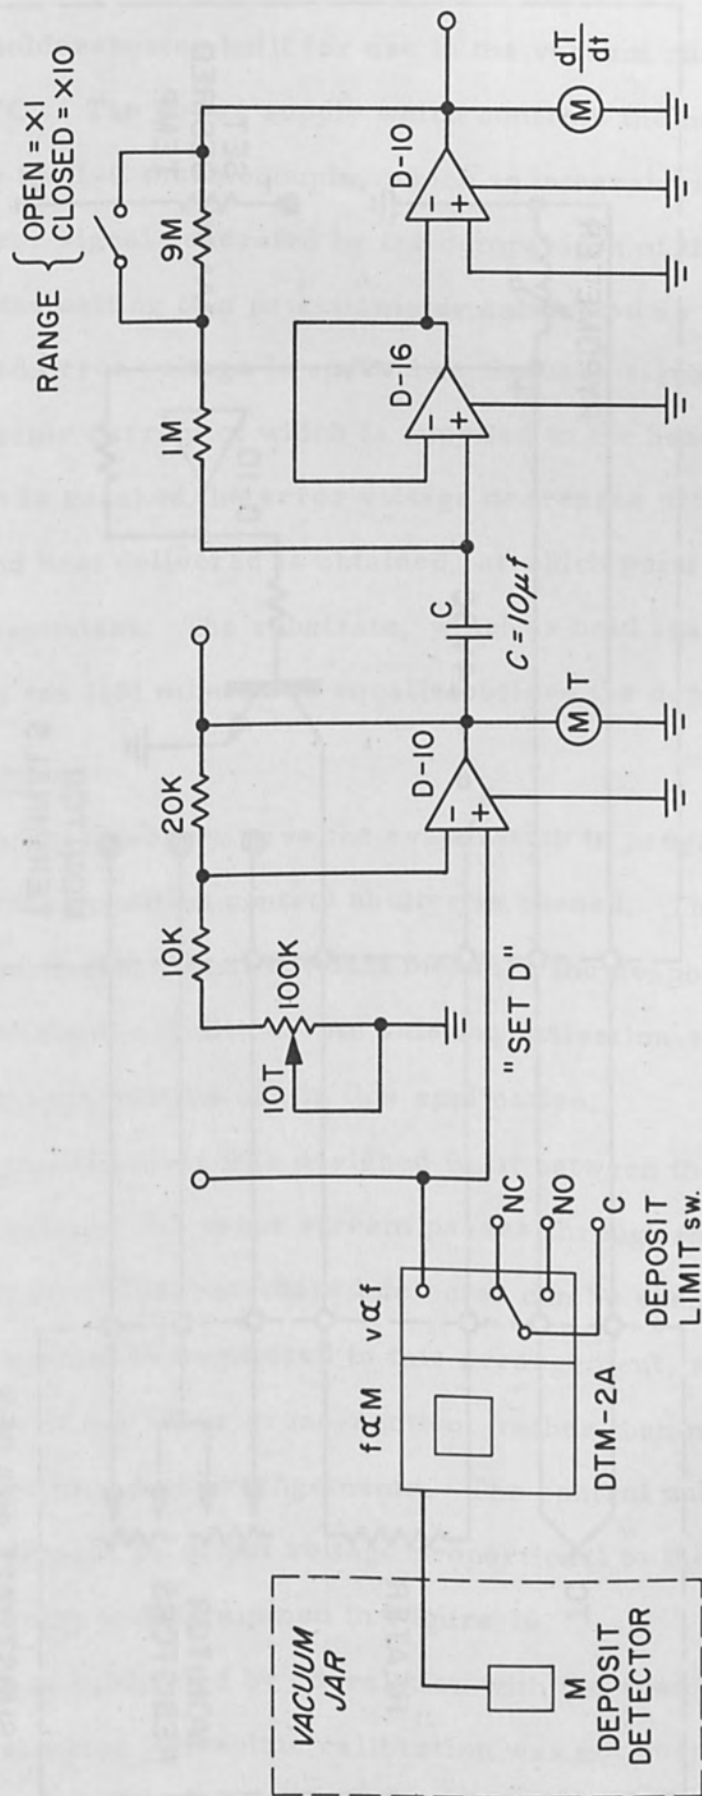 RANGE { OPEN = X1
CLOSED = X10
1M
9M
D-16
D-10
−
+
−
+
M
dT
dt
10K
20K
100K
10T
D-10
−
+
C
C = 10μf
M
T
"SET D"
VACUUM
JAR
M
DEPOSIT
DETECTOR
fαM
vαf
DTM-2A
NC
NO
C
DEPOSIT
LIMIT SW.